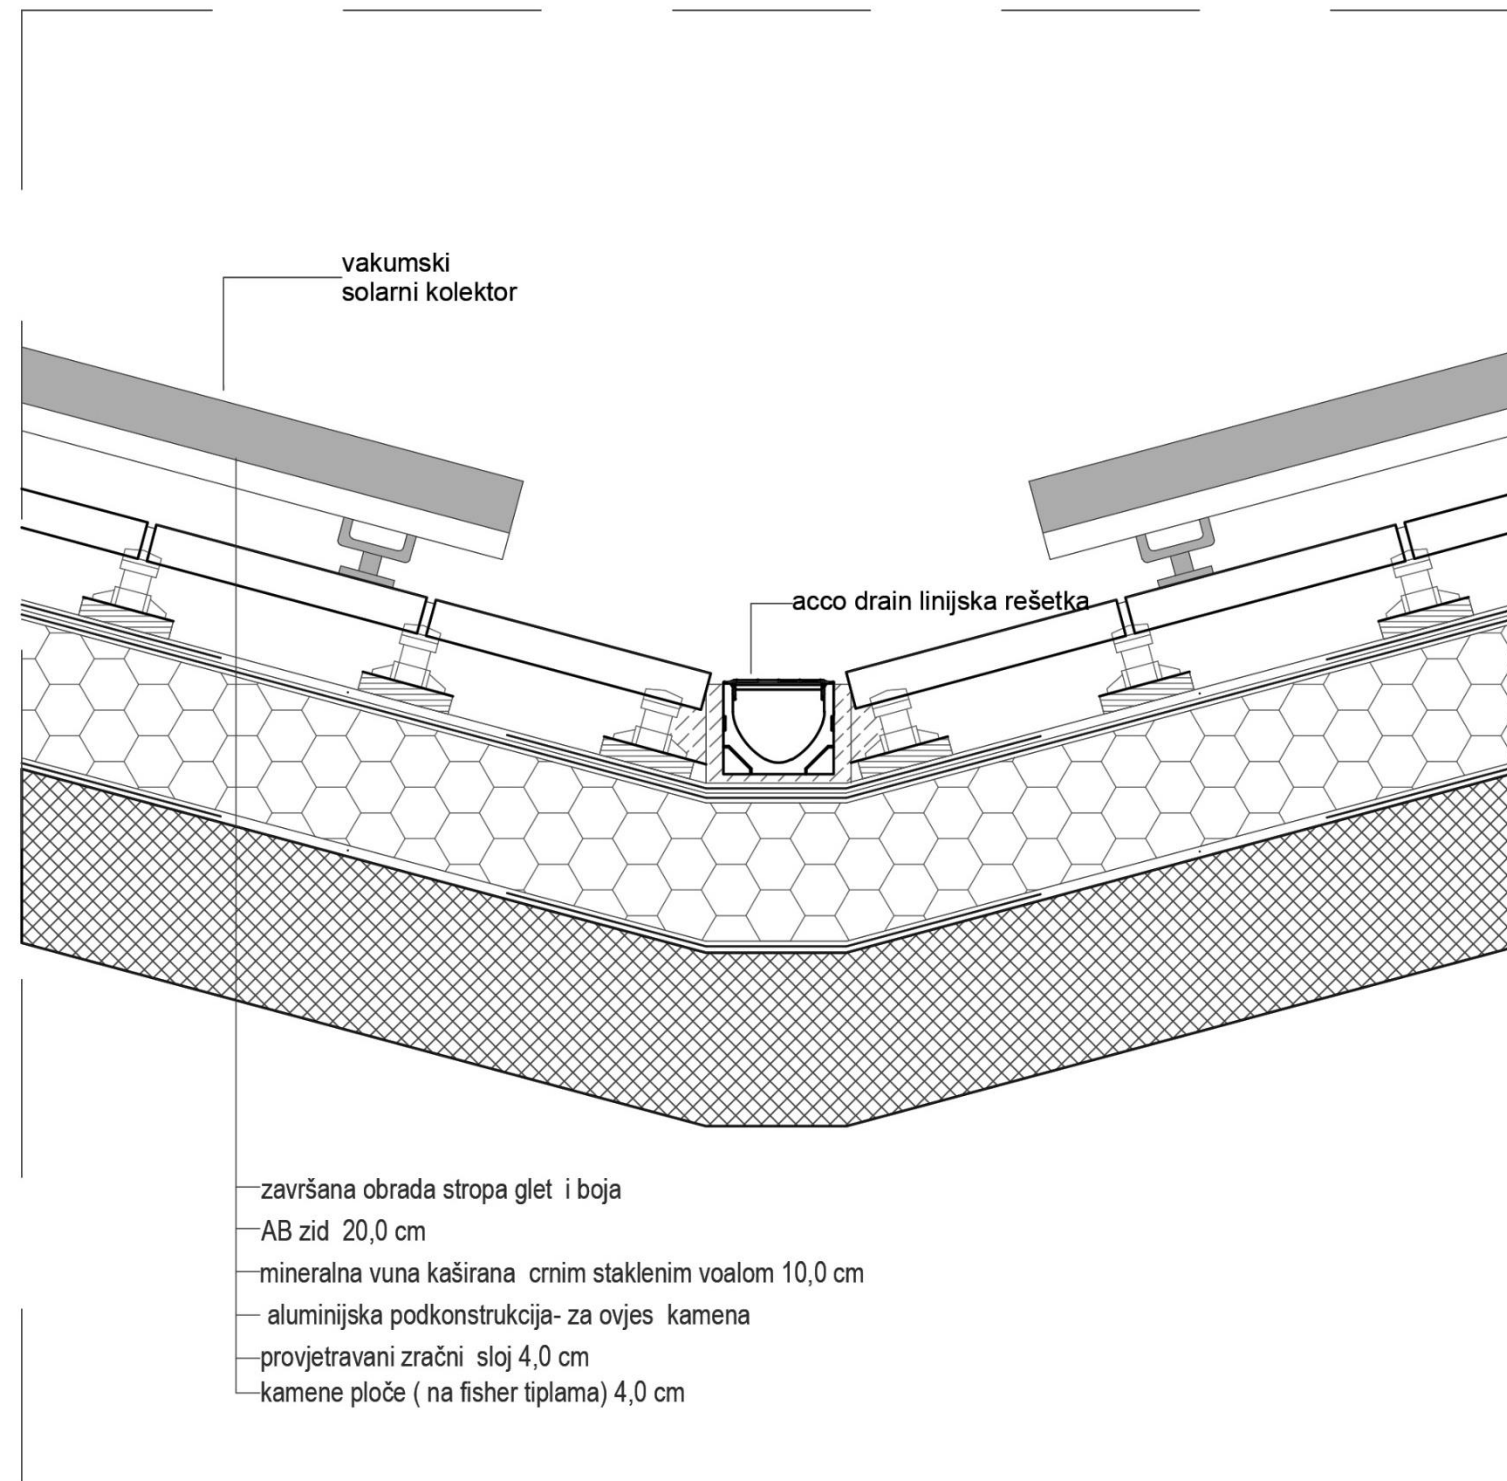 vakumski
solarni kolektor
acco drain linijska rešetka
završana obrada stropa glet i boja
AB zid 20,0 cm
mineralna vuna kaširana crnim staklenim voalom 10,0 cm
aluminijska podkonstrukcija- za ovjes kamena
provjetravani zračni sloj 4,0 cm
kamene ploče ( na fisher tiplama) 4,0 cm